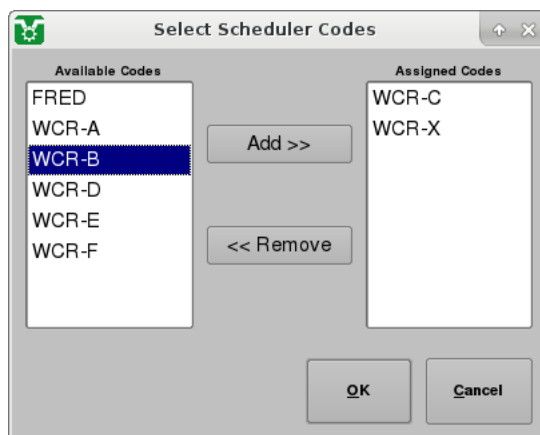 Select Scheduler Codes
Available Codes
FRED
WCR-A
WCR-B
WCR-D
WCR-E
WCR-F
Add >>
<< Remove
Assigned Codes
WCR-C
WCR-X
OK
Cancel